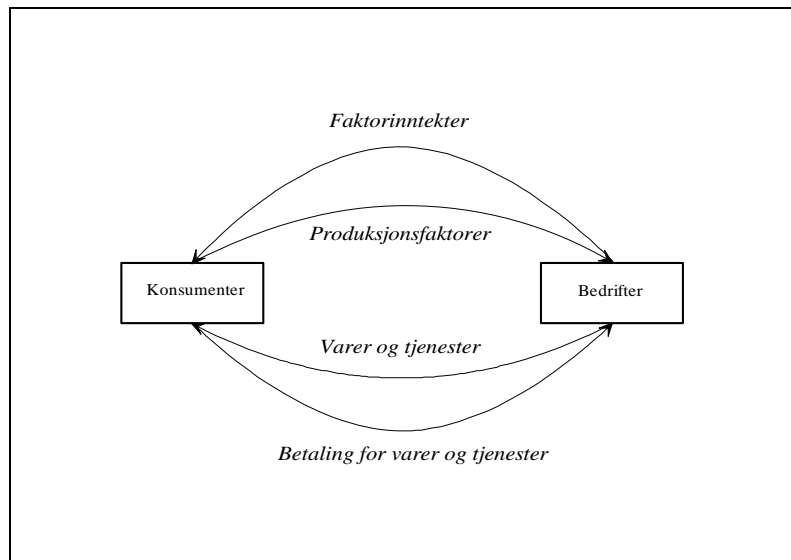 Faktorinntekter
Produksjonsfaktorer
Konsumenter
Bedrifter
Varer og tjenester
Betaling for varer og tjenester